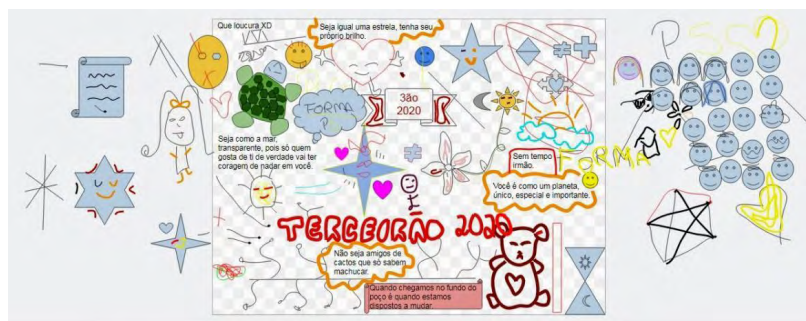 Que loucura XD
Seja igual uma estrela, tenha seu
próprio brilho.
P S
FORMA
P
3ão
2020
Seja como a mar,
transparente, pois só quem
gosta de ti de verdade vai ter
coragem de nadar em você.
Sem tempo
irmão.
FORMA
Você é como um planeta,
único, especial e importante.
TERCEIRÃO 2020
Não seja amigos de
cactos que só sabem
machucar.
Quando chegamos no fundo do
poço é quando estamos
dispostos a mudar.